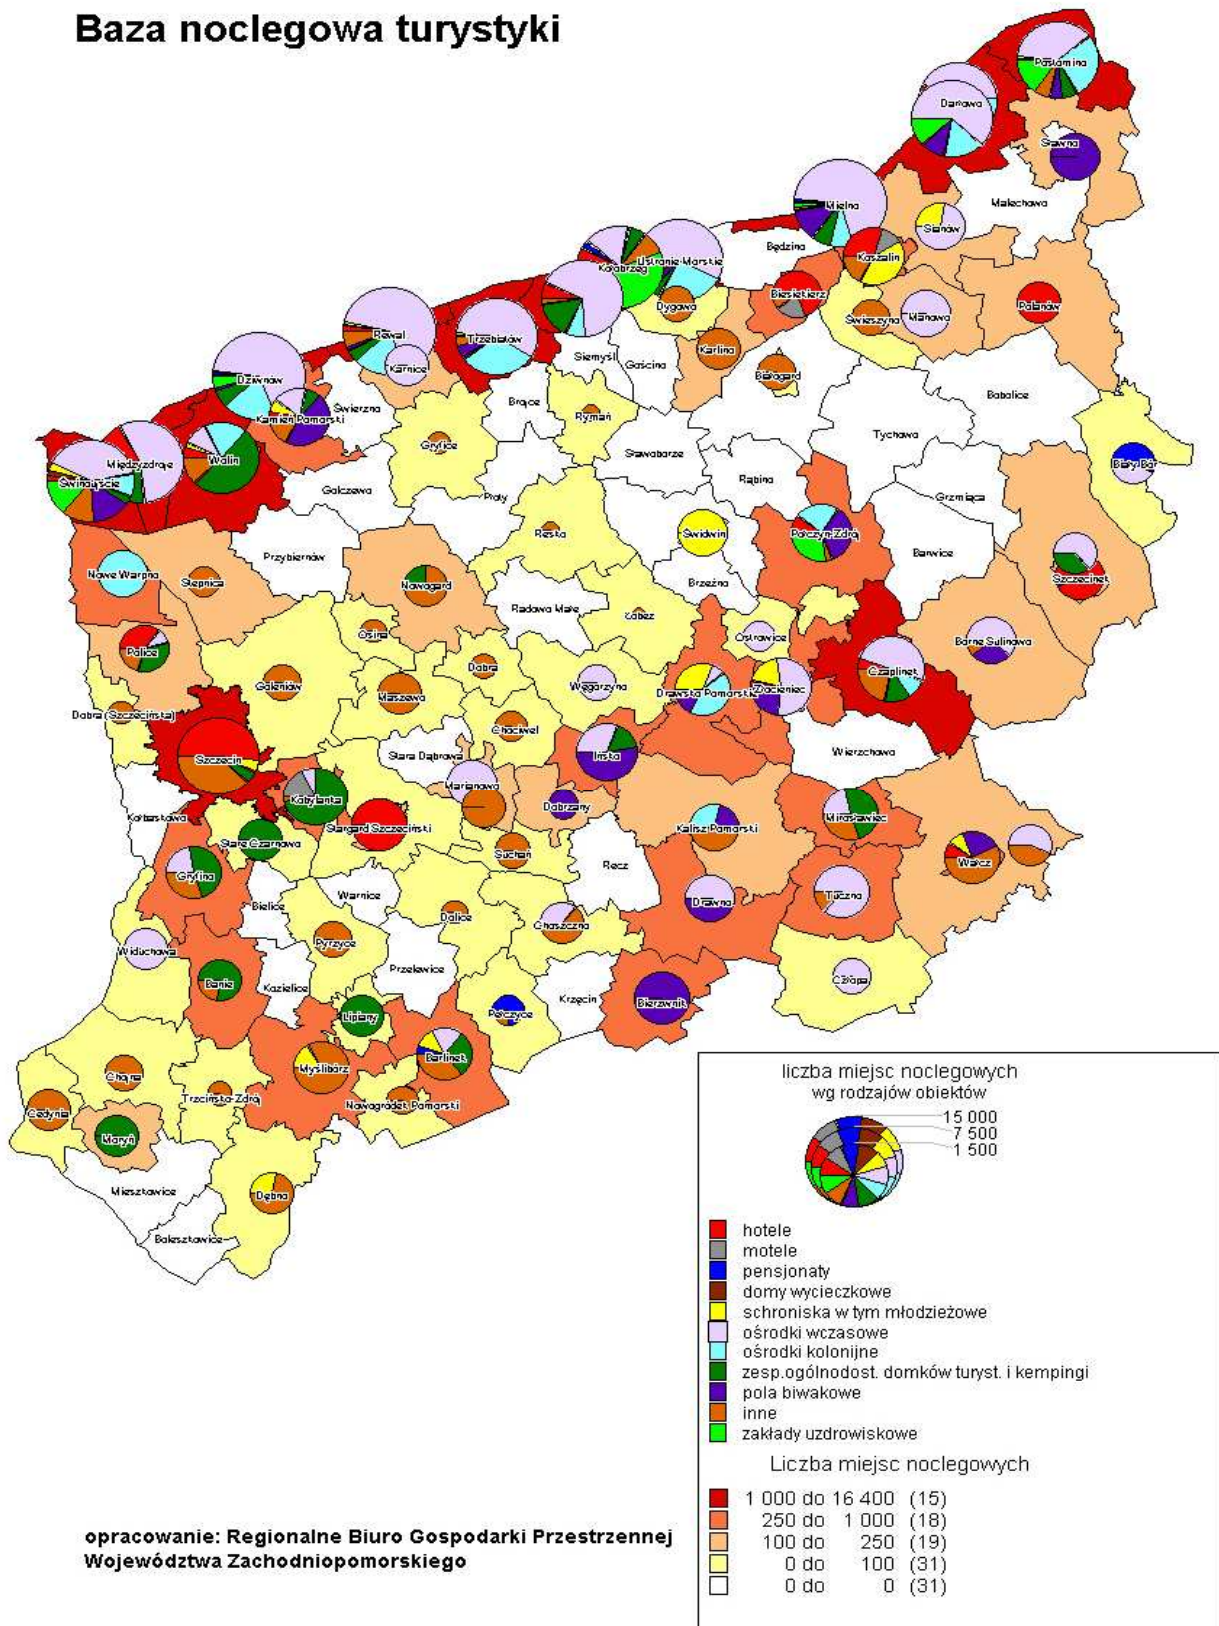 Baza noclegowa turystyki
Postomino
Darłowo
Sławno
Malechowo
Mielno
Sianów
Będzino
Koszalin
Ustronie Morskie
Kołobrzeg
Dygowo
Biesiekierz
Świeszyno
Manowo
Polanów
Rewal
Karnice
Trzebiatów
Siemyśl
Gościno
Karlino
Białogard
Bobolice
Dziwnów
Kamień Pomorski
Świerzno
Brojce
Rymań
Gryfice
Tychowo
Biały Bór
Międzyzdroje
Świnoujście
Wolin
Golczewo
Płoty
Sławoborze
Rąbino
Grzmiąca
Resko
Świdwin
Połczyn-Zdrój
Barwice
Przybiernów
Nowe Warpno
Stepnica
Nowogard
Brzeżno
Szczecinek
Radowo Małe
Łobez
Ostrowice
Borne Sulinowo
Osina
Police
Dobra
Goleniów
Maszewo
Węgorzyno
Drawsko Pomorskie
Złocieniec
Czaplinek
Dobra (Szczecińska)
Chociwel
Szczecin
Stara Dąbrowa
Ińsko
Wierzchowo
Kobylanka
Marianowo
Dobrzany
Kołbaskowo
Stargard Szczeciński
Kalisz Pomorski
Mirosławiec
Stare Czarnowo
Suchań
Recz
Wałcz
Gryfino
Warnice
Bielice
Drawno
Tuczno
Dolice
Choszczno
Widuchowa
Pyrzyce
Przelewice
Człopa
Banie
Kozielice
Krzęcin
Bierzwnik
Lipiany
Pełczyce
Barlinek
Chojna
Myślibórz
Trzcińsko-Zdrój
Nowogródek Pomorski
Cedynia
Moryń
Mieszkowice
Dębno
Boleszkowice
liczba miejsc noclegowych
wg rodzajów obiektów
15 000
7 500
1 500
hotele
motele
pensjonaty
domy wycieczkowe
schroniska w tym młodzieżowe
ośrodki wczasowe
ośrodki kolonijne
zesp.ogólnodost. domków turyst. i kempingi
pola biwakowe
inne
zakłady uzdrowiskowe
Liczba miejsc noclegowych
1 000 do 16 400 (15)
250 do 1 000 (18)
100 do 250 (19)
0 do 100 (31)
0 do 0 (31)
opracowanie: Regionalne Biuro Gospodarki Przestrzennej
Województwa Zachodniopomorskiego